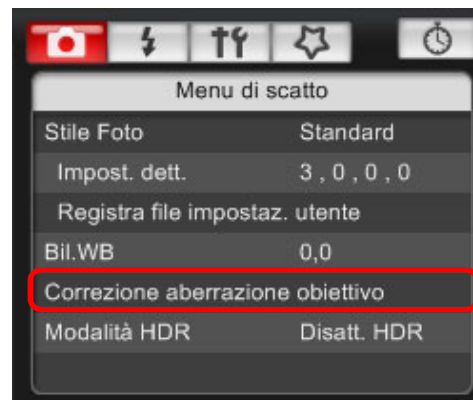 Menu di scatto
Stile Foto Standard
Impost. dett. 3 , 0 , 0 , 0
Registra file impostaz. utente
Bil.WB 0,0
Correzione aberrazione obiettivo
Modalità HDR Disatt. HDR